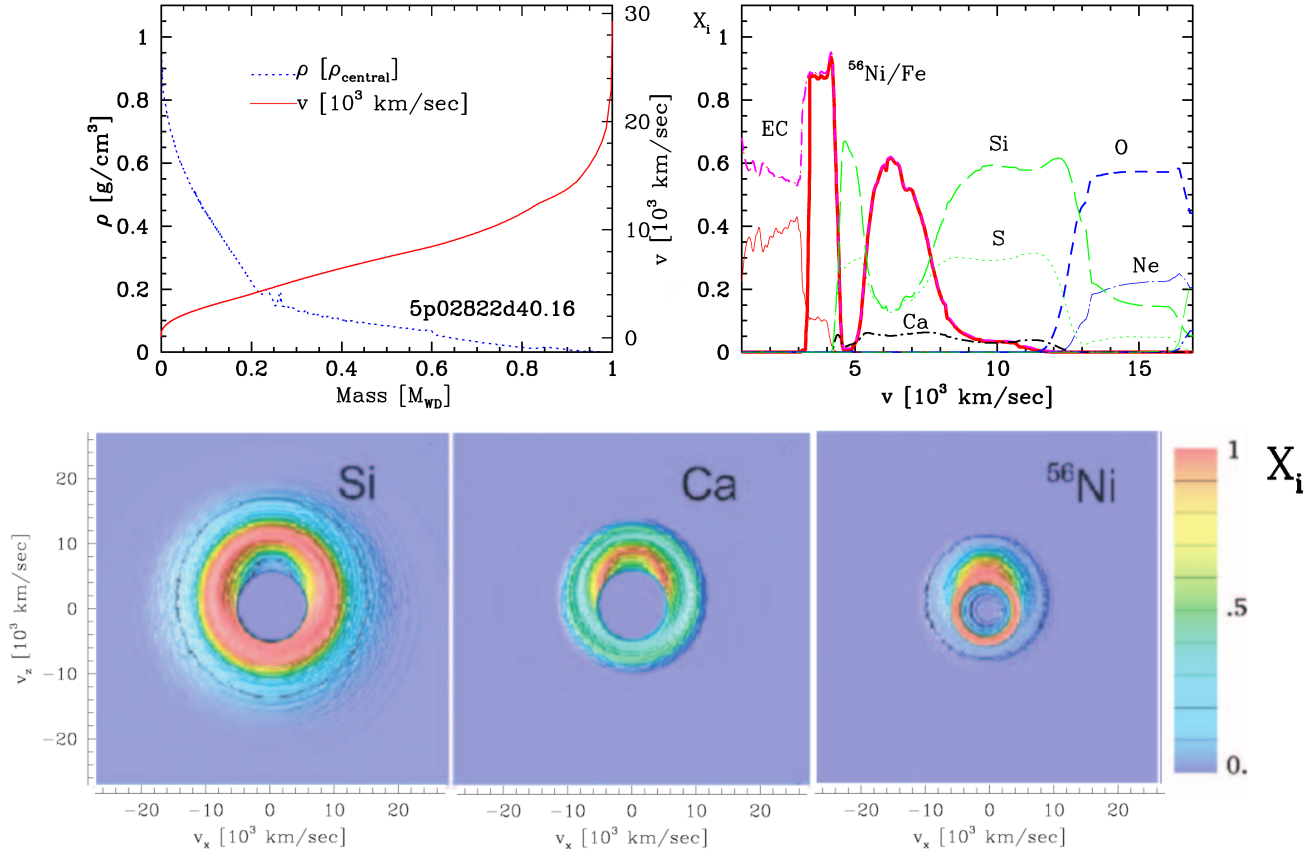 1
0.8
0.6
0.4
0.2
0
ρ [g/cm³]
ρ [ρcentral]
v [10³ km/sec]
5p02822d40.16
30
20
10
0
v [10³ km/sec]
0 0.2 0.4 0.6 0.8 1
Mass [MWD]
Xi
1
0.8
0.6
0.4
0.2
0
⁵⁶Ni/Fe
EC
Si
O
S
Ne
Ca
5 10 15
v [10³ km/sec]
Si
Ca
⁵⁶Ni
20
10
0
−10
−20
vz [10³ km/sec]
−20 −10 0 10 20
vx [10³ km/sec]
−20 −10 0 10 20
vx [10³ km/sec]
−20 −10 0 10 20
vx [10³ km/sec]
1
.5
0.
Xi